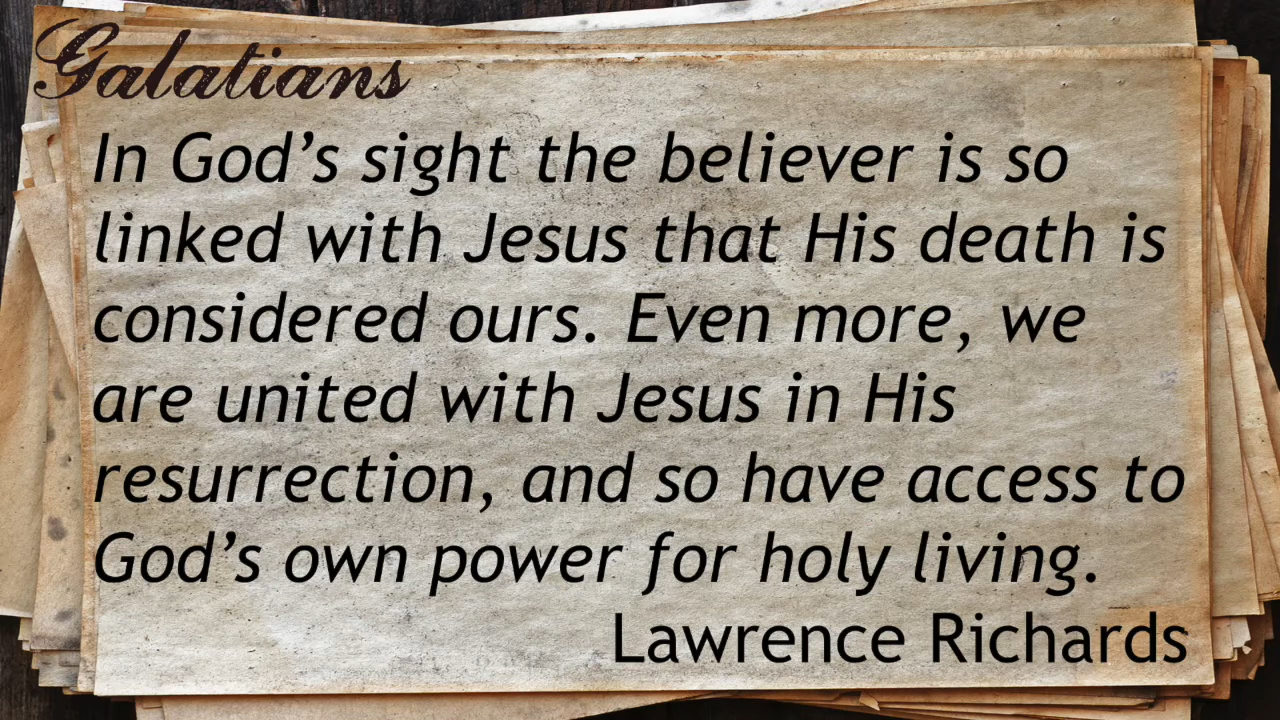 Galatians
In God’s sight the believer is so
linked with Jesus that His death is
considered ours. Even more, we
are united with Jesus in His
resurrection, and so have access to
God’s own power for holy living.
Lawrence Richards